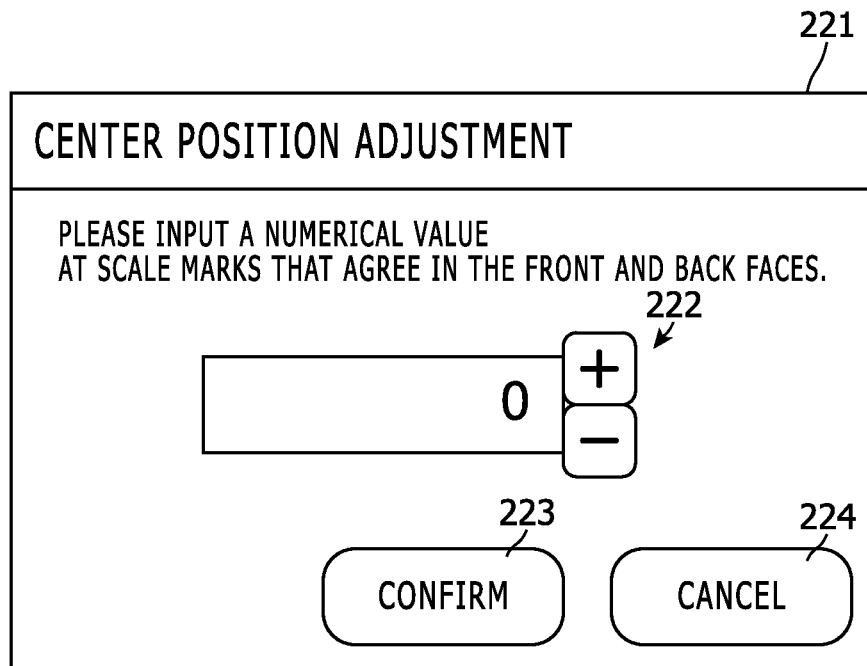 221
CENTER POSITION ADJUSTMENT
PLEASE INPUT A NUMERICAL VALUE
AT SCALE MARKS THAT AGREE IN THE FRONT AND BACK FACES.
222
0
+
−
223
224
CONFIRM
CANCEL